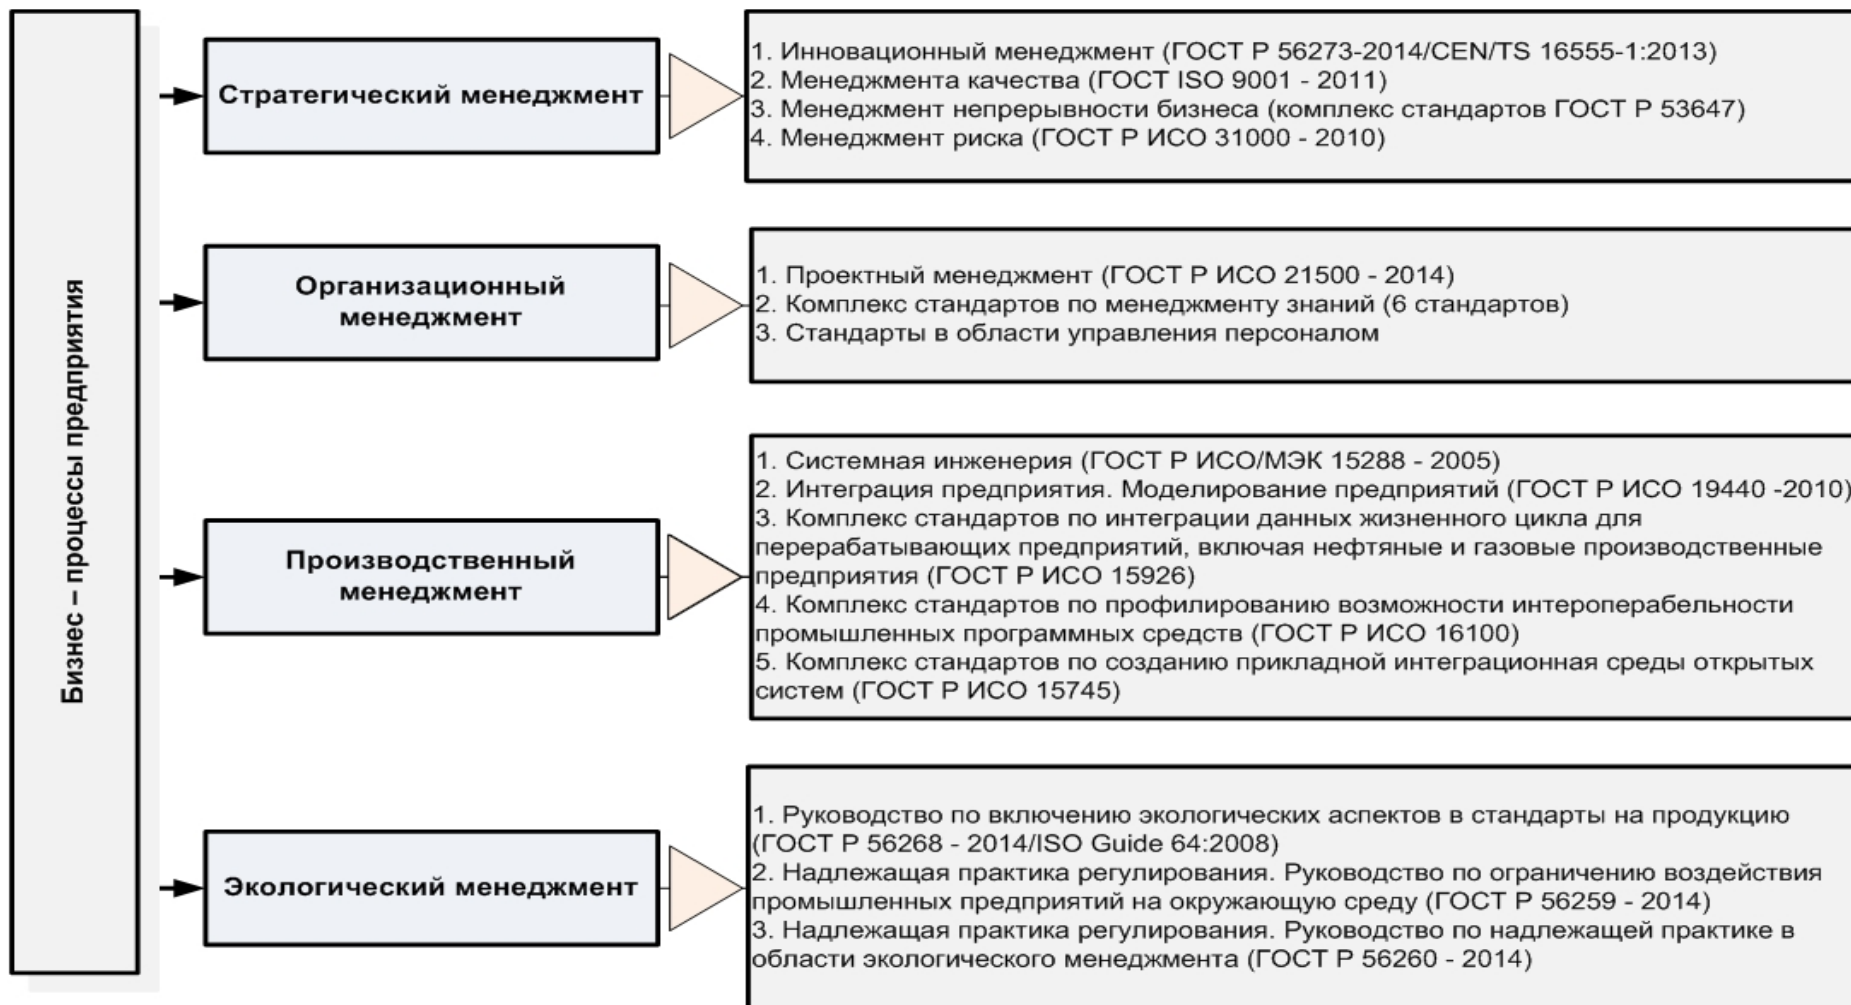 Бизнес – процессы предприятия
Стратегический менеджмент
1. Инновационный менеджмент (ГОСТ Р 56273-2014/CEN/TS 16555-1:2013)
2. Менеджмента качества (ГОСТ ISO 9001 - 2011)
3. Менеджмент непрерывности бизнеса (комплекс стандартов ГОСТ Р 53647)
4. Менеджмент риска (ГОСТ Р ИСО 31000 - 2010)
Организационный
менеджмент
1. Проектный менеджмент (ГОСТ Р ИСО 21500 - 2014)
2. Комплекс стандартов по менеджменту знаний (6 стандартов)
3. Стандарты в области управления персоналом
Производственный
менеджмент
1. Системная инженерия (ГОСТ Р ИСО/МЭК 15288 - 2005)
2. Интеграция предприятия. Моделирование предприятий (ГОСТ Р ИСО 19440 -2010)
3. Комплекс стандартов по интеграции данных жизненного цикла для
перерабатывающих предприятий, включая нефтяные и газовые производственные
предприятия (ГОСТ Р ИСО 15926)
4. Комплекс стандартов по профилированию возможности интероперабельности
промышленных программных средств (ГОСТ Р ИСО 16100)
5. Комплекс стандартов по созданию прикладной интеграционная среды открытых
систем (ГОСТ Р ИСО 15745)
Экологический менеджмент
1. Руководство по включению экологических аспектов в стандарты на продукцию
(ГОСТ Р 56268 - 2014/ISO Guide 64:2008)
2. Надлежащая практика регулирования. Руководство по ограничению воздействия
промышленных предприятий на окружающую среду (ГОСТ Р 56259 - 2014)
3. Надлежащая практика регулирования. Руководство по надлежащей практике в
области экологического менеджмента (ГОСТ Р 56260 - 2014)